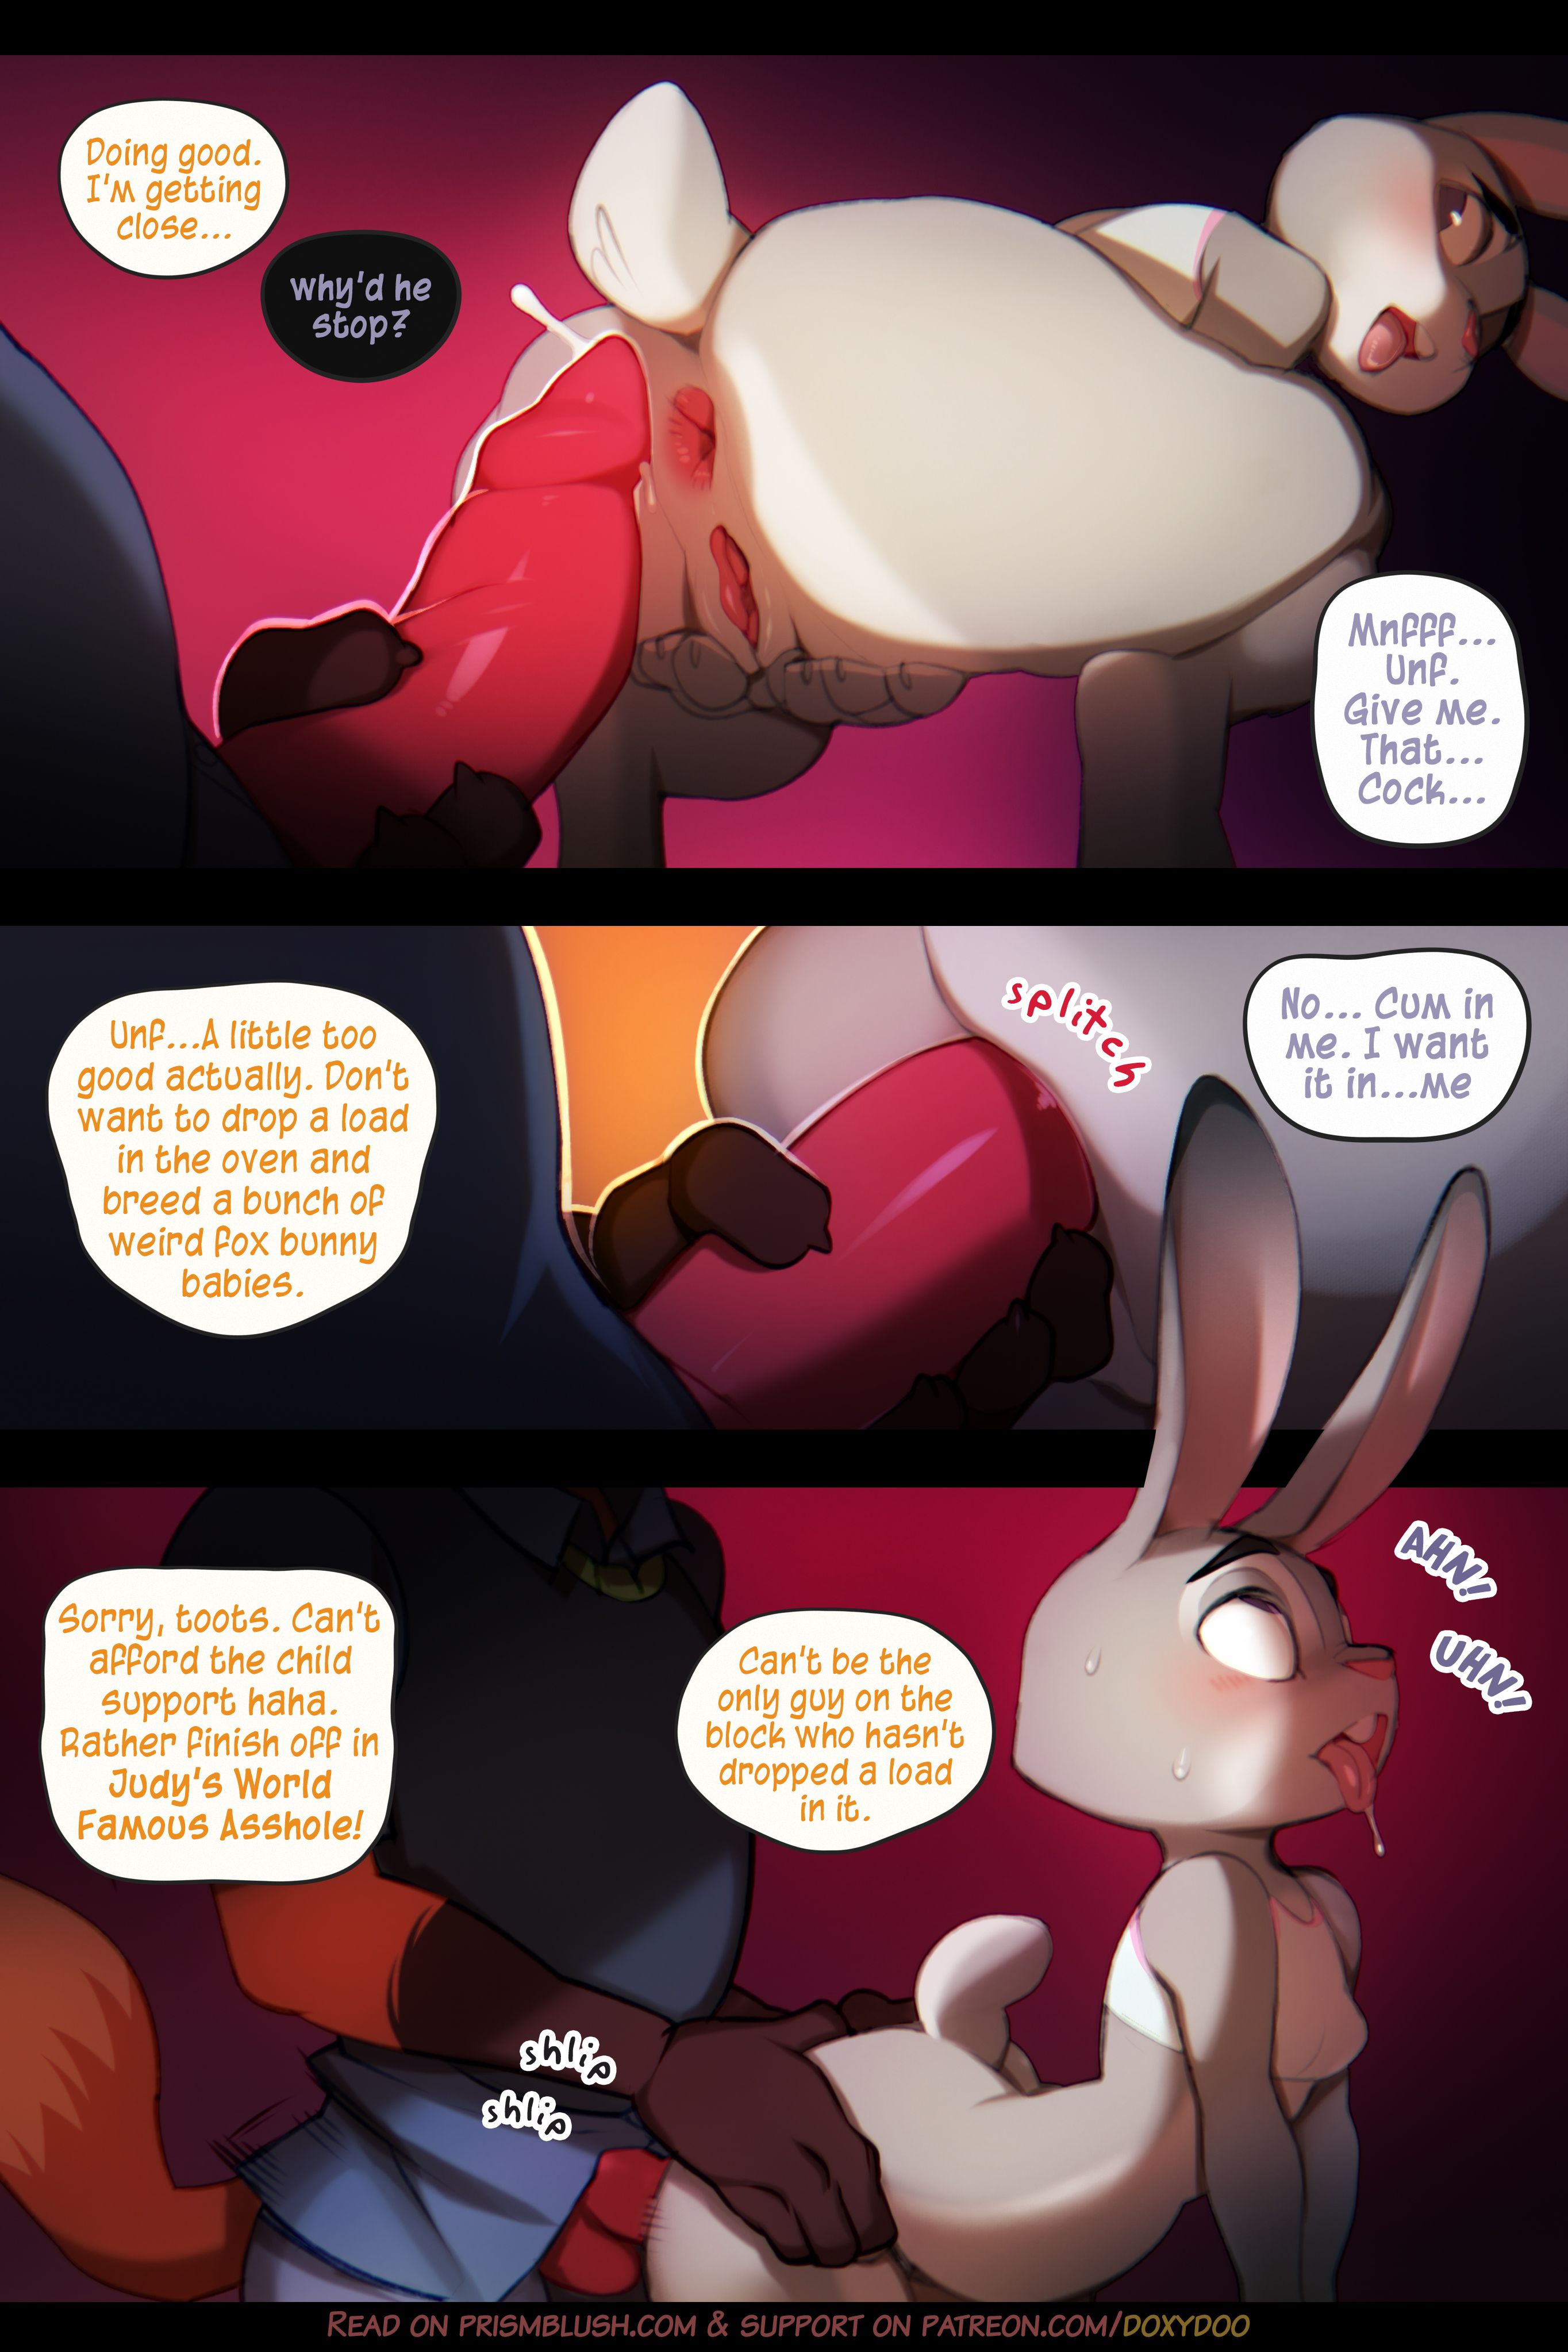 Doing good.
I'm getting
close...
why'd he
stop?
Mnfff...
Unf.
Give me.
That...
Cock...
Unf...A little too
good actually. Don't
want to drop a load
in the oven and
breed a bunch of
weird fox bunny
babies.
splitch
No... Cum in
me. I want
it in...me
Sorry, toots. Can't
afford the child
support haha.
Rather finish off in
Judy's World
Famous Asshole!
Can't be the
only guy on the
block who hasn't
dropped a load
in it.
AHN!
UHN!
shlip
shlip
READ ON PRISMBLUSH.COM & SUPPORT ON PATREON.COM/DOXYDOO